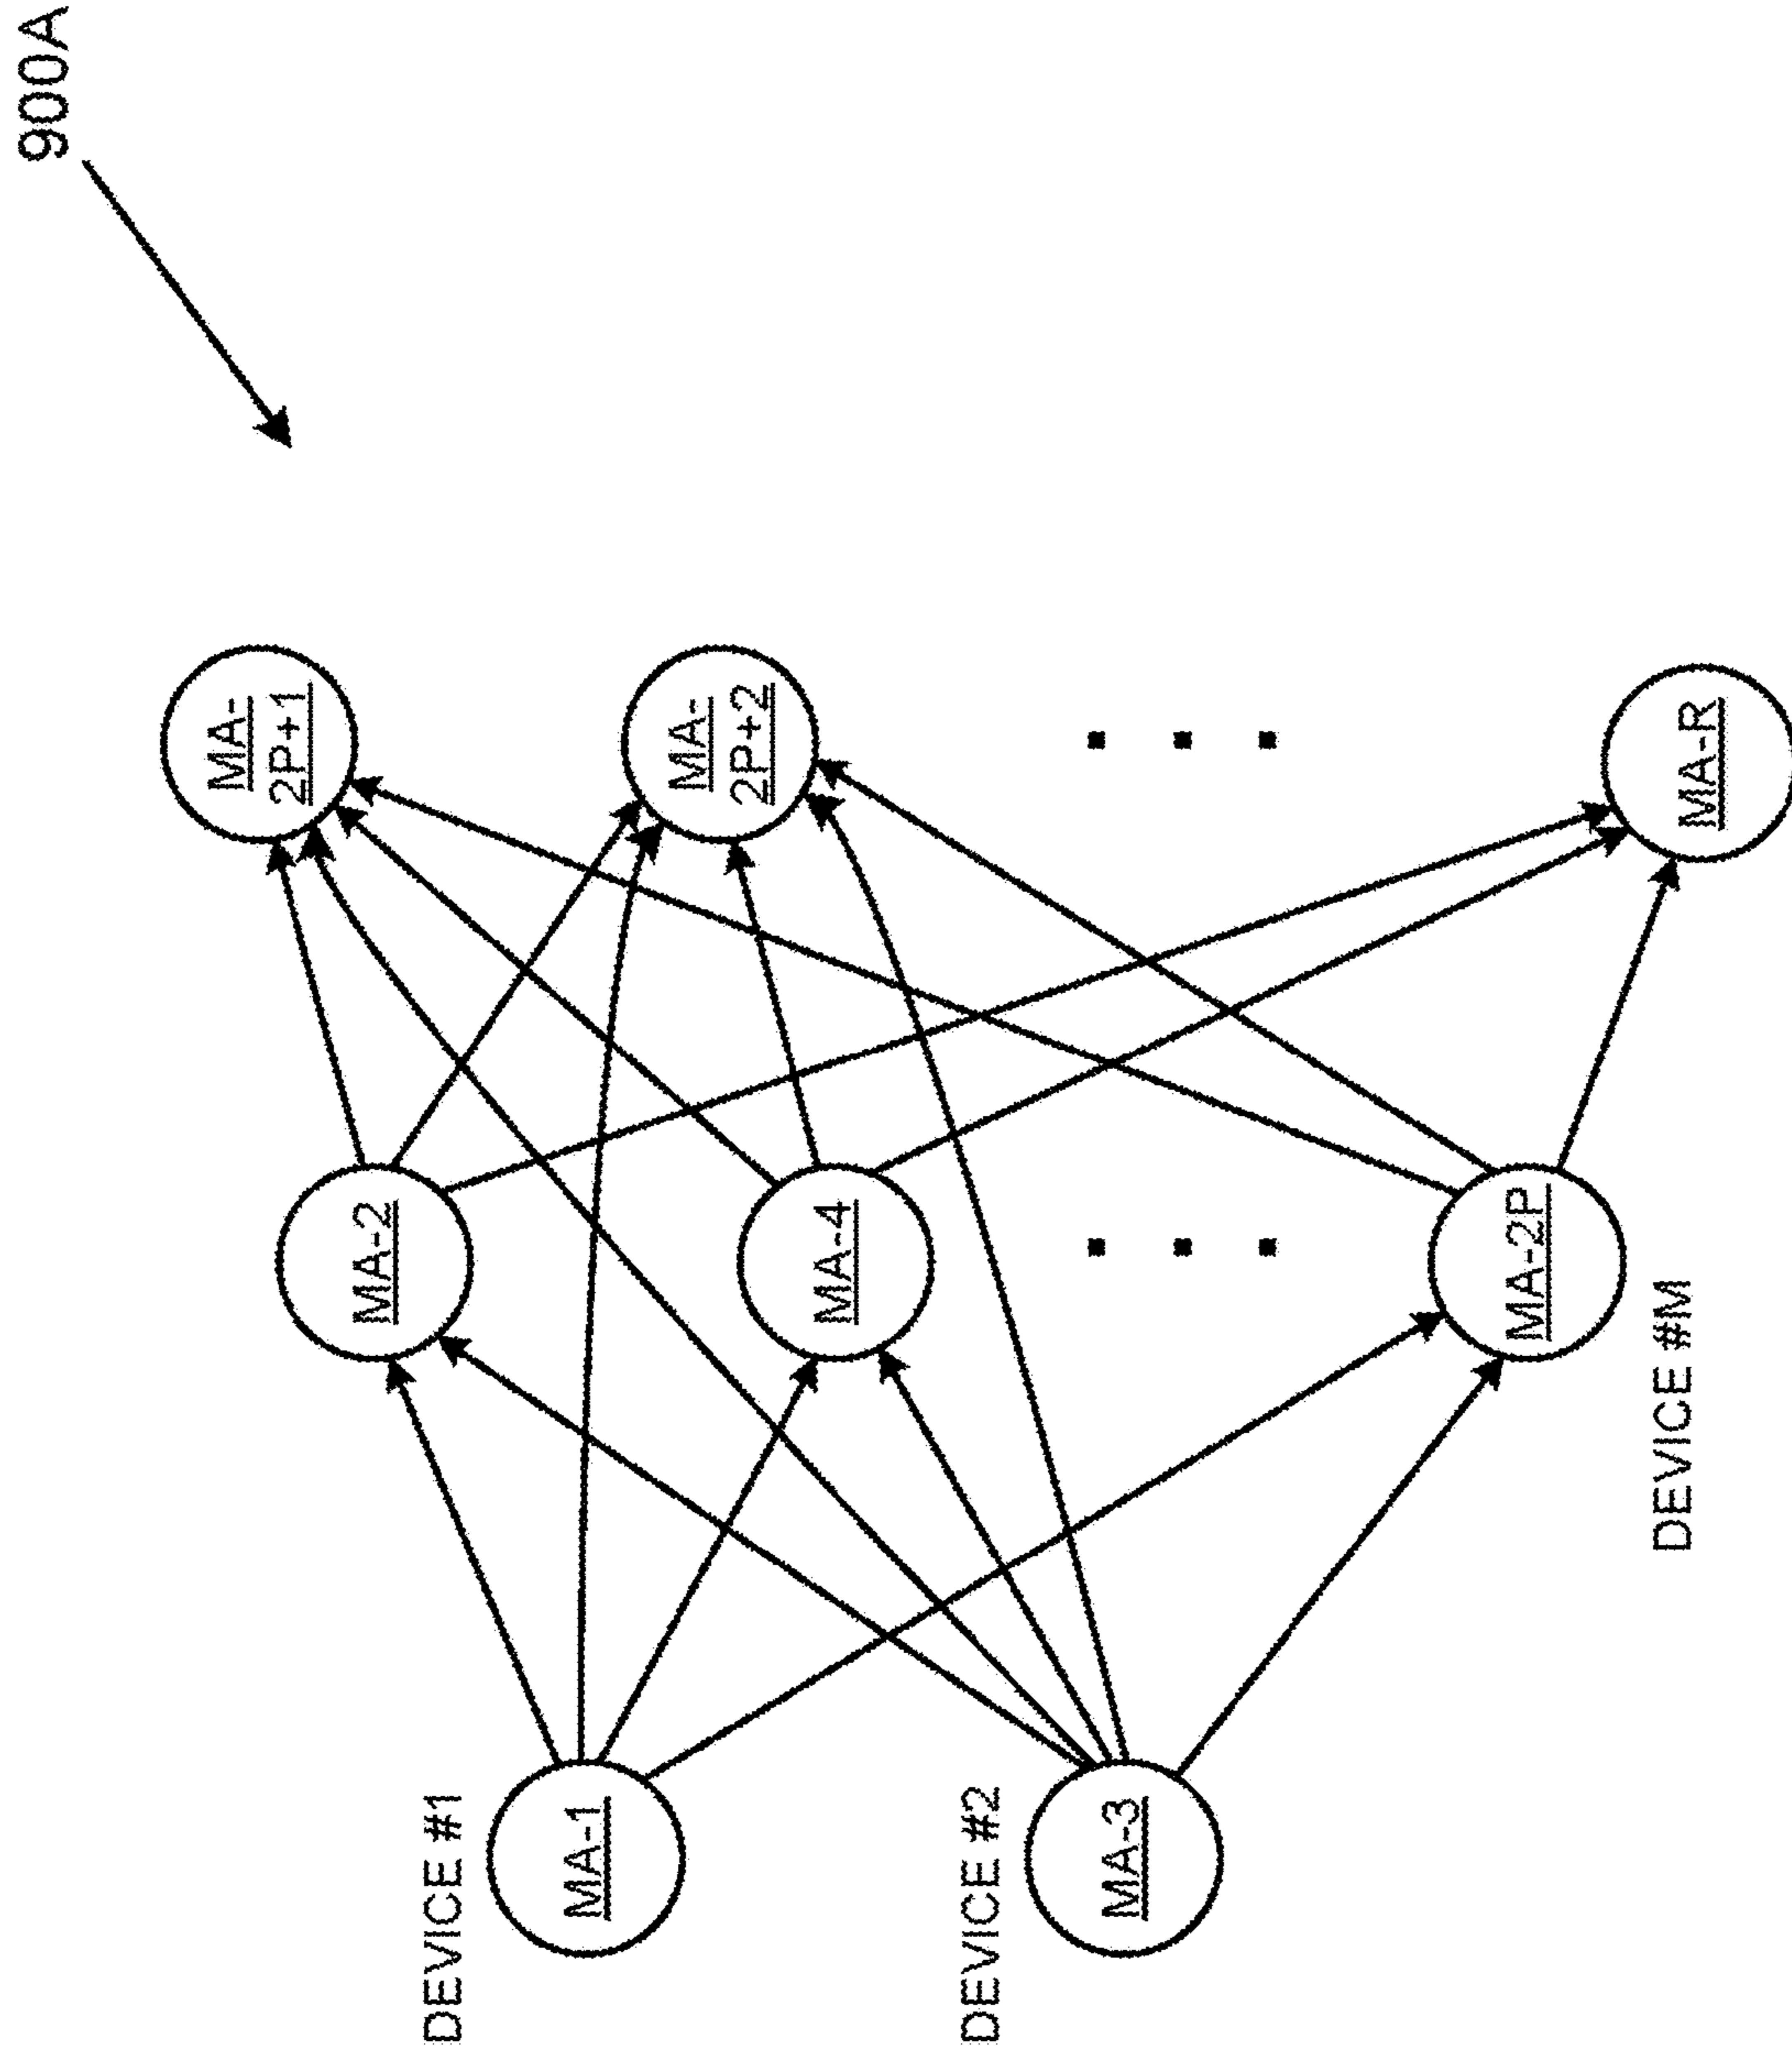 900A
DEVICE #1
MA-1
DEVICE #2
MA-3
MA-2
MA-4
MA-2P
DEVICE #M
MA-
2P+1
MA-
2P+2
MA-R